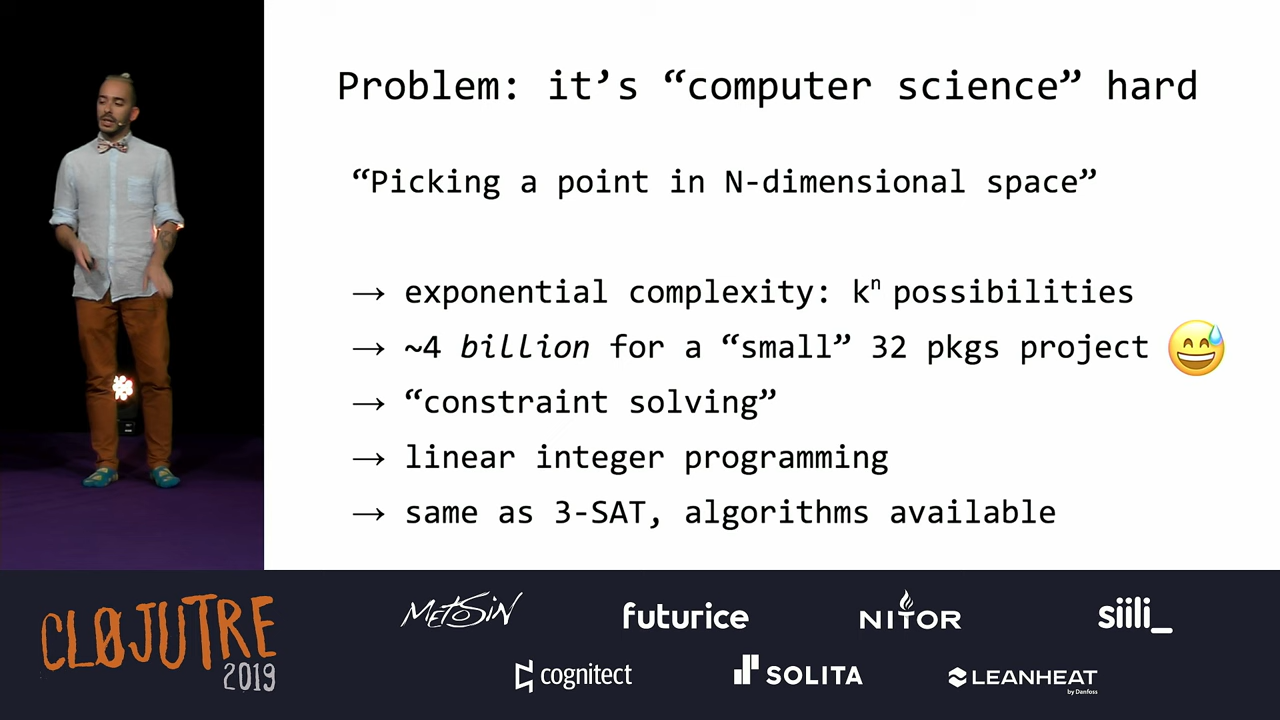 Problem: it’s “computer science” hard
“Picking a point in N-dimensional space”
→ exponential complexity: kⁿ possibilities
→ ~4 billion for a “small” 32 pkgs project 😅
→ “constraint solving”
→ linear integer programming
→ same as 3-SAT, algorithms available
CLØJUTRE
2019
METOSIN
futurice
NITOR
siili_
cognitect
SOLITA
LEANHEAT
by Danfoss